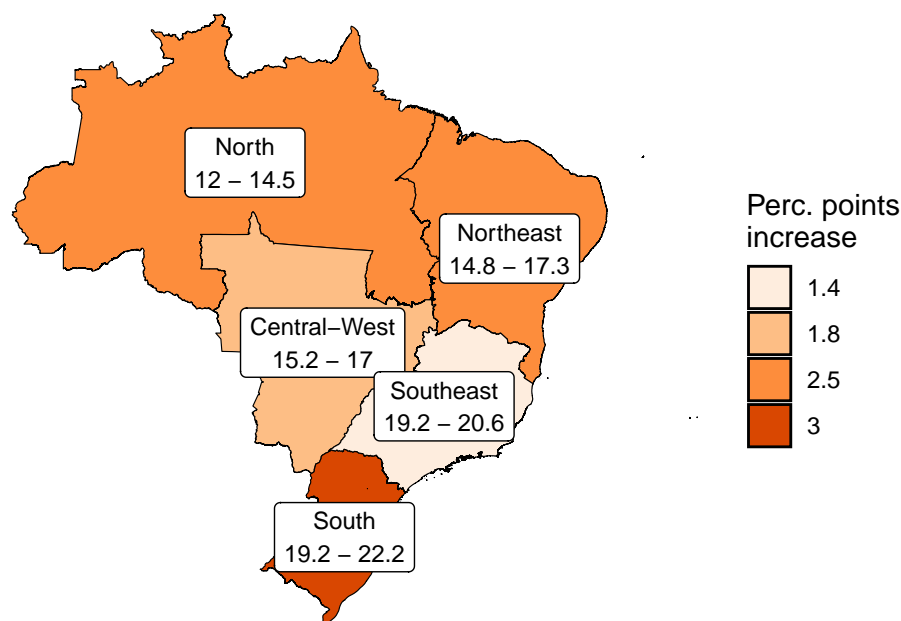 North
12 – 14.5
Northeast
14.8 – 17.3
Central–West
15.2 – 17
Southeast
19.2 – 20.6
South
19.2 – 22.2
Perc. points
increase
1.4
1.8
2.5
3